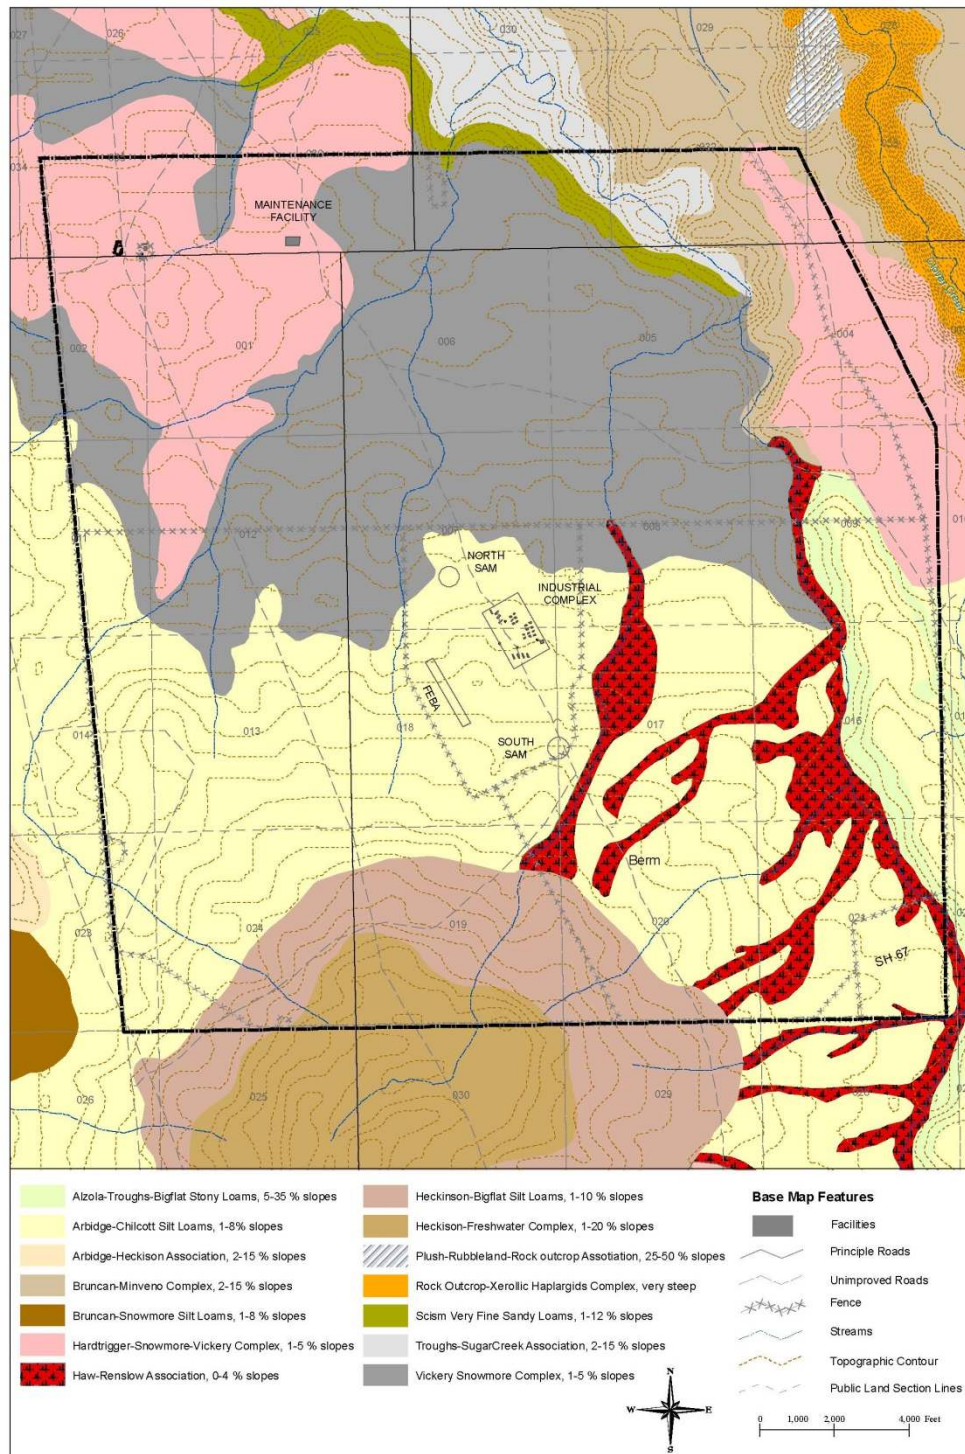 027
026
030
029
034
MAINTENANCE
FACILITY
002
001
006
005
004
012
008
009
NORTH
SAM
INDUSTRIAL
COMPLEX
FEBA
SOUTH
SAM
014
013
018
017
016
Berm
023
024
019
020
021
SH 67
026
025
030
029
Alzola-Troughs-Bigflat Stony Loams, 5-35 % slopes
Arbidge-Chilcott Silt Loams, 1-8% slopes
Arbidge-Heckison Association, 2-15 % slopes
Bruncan-Minveno Complex, 2-15 % slopes
Bruncan-Snowmore Silt Loams, 1-8 % slopes
Hardtrigger-Snowmore-Vickery Complex, 1-5 % slopes
Haw-Renslow Association, 0-4 % slopes
Heckinson-Bigflat Silt Loams, 1-10 % slopes
Heckison-Freshwater Complex, 1-20 % slopes
Plush-Rubbleland-Rock outcrop Assotiation, 25-50 % slopes
Rock Outcrop-Xerollic Haplargids Complex, very steep
Scism Very Fine Sandy Loams, 1-12 % slopes
Troughs-SugarCreek Association, 2-15 % slopes
Vickery Snowmore Complex, 1-5 % slopes
Base Map Features
Facilities
Principle Roads
Unimproved Roads
Fence
Streams
Topographic Contour
Public Land Section Lines
N
W E
S
0 1,000 2,000 4,000 Feet